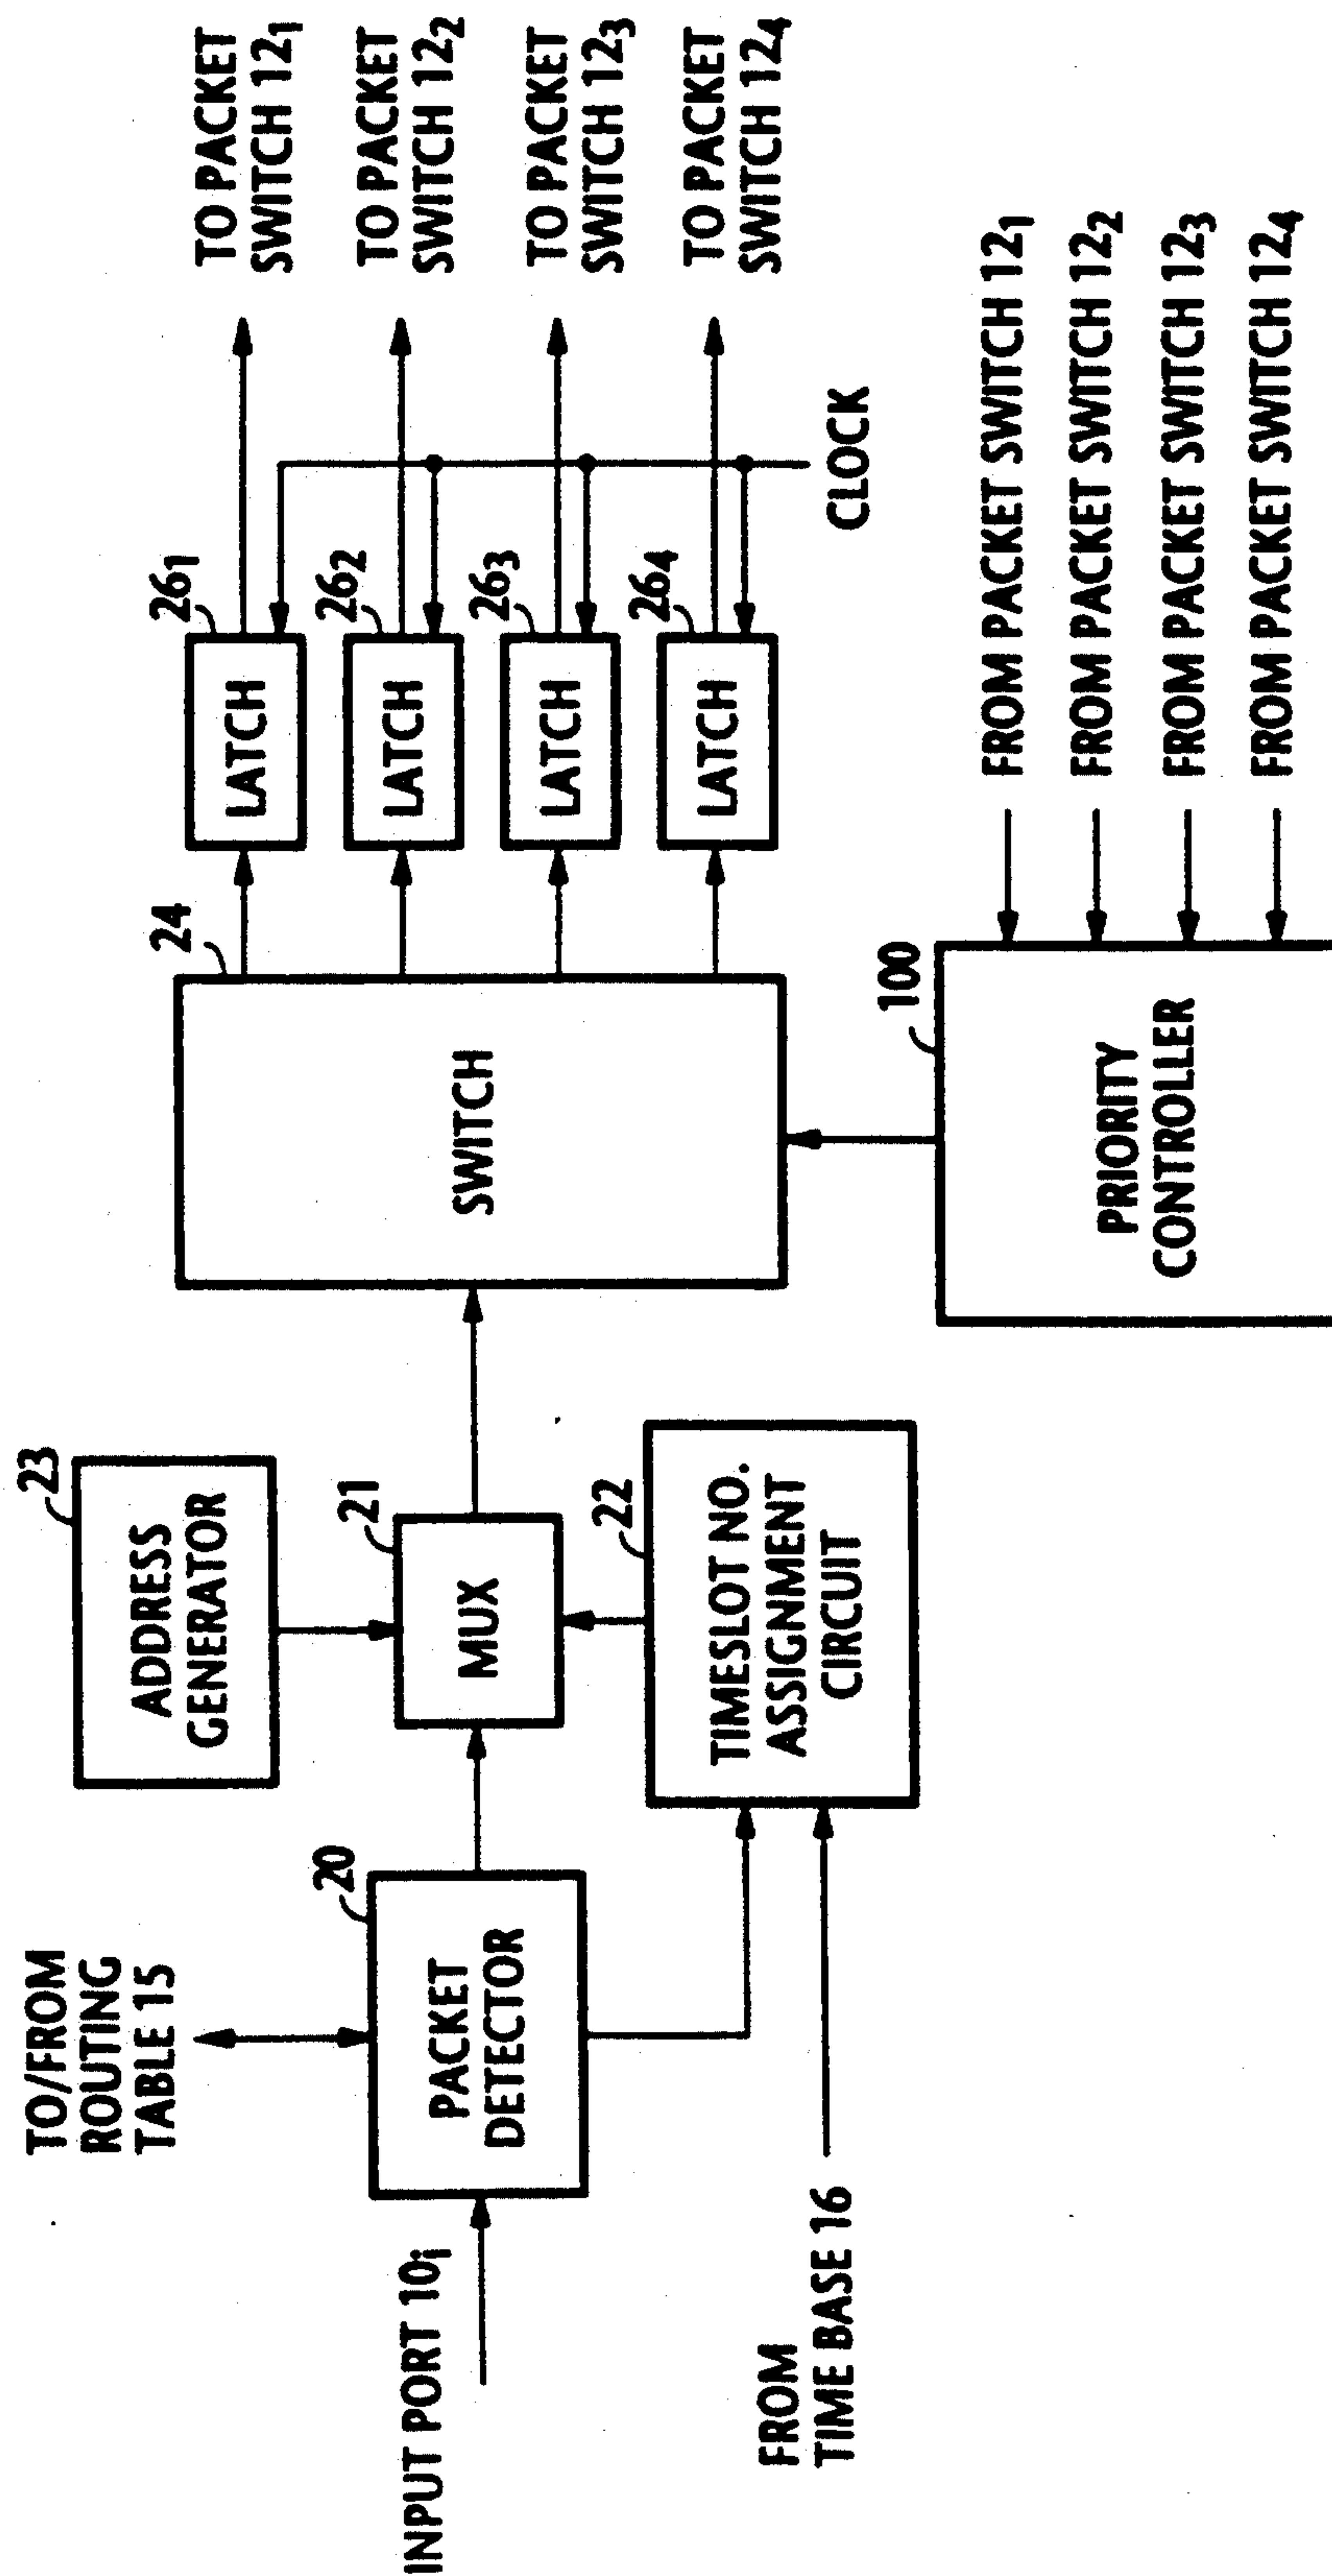 TO/FROM
ROUTING
TABLE 15
INPUT PORT 10i
20
PACKET
DETECTOR
FROM
TIME BASE 16
23
ADDRESS
GENERATOR
21
MUX
22
TIMESLOT NO.
ASSIGNMENT
CIRCUIT
24
SWITCH
100
PRIORITY
CONTROLLER
26₁
LATCH
26₂
LATCH
26₃
LATCH
26₄
LATCH
CLOCK
TO PACKET
SWITCH 12₁
TO PACKET
SWITCH 12₂
TO PACKET
SWITCH 12₃
TO PACKET
SWITCH 12₄
FROM PACKET SWITCH 12₁
FROM PACKET SWITCH 12₂
FROM PACKET SWITCH 12₃
FROM PACKET SWITCH 12₄